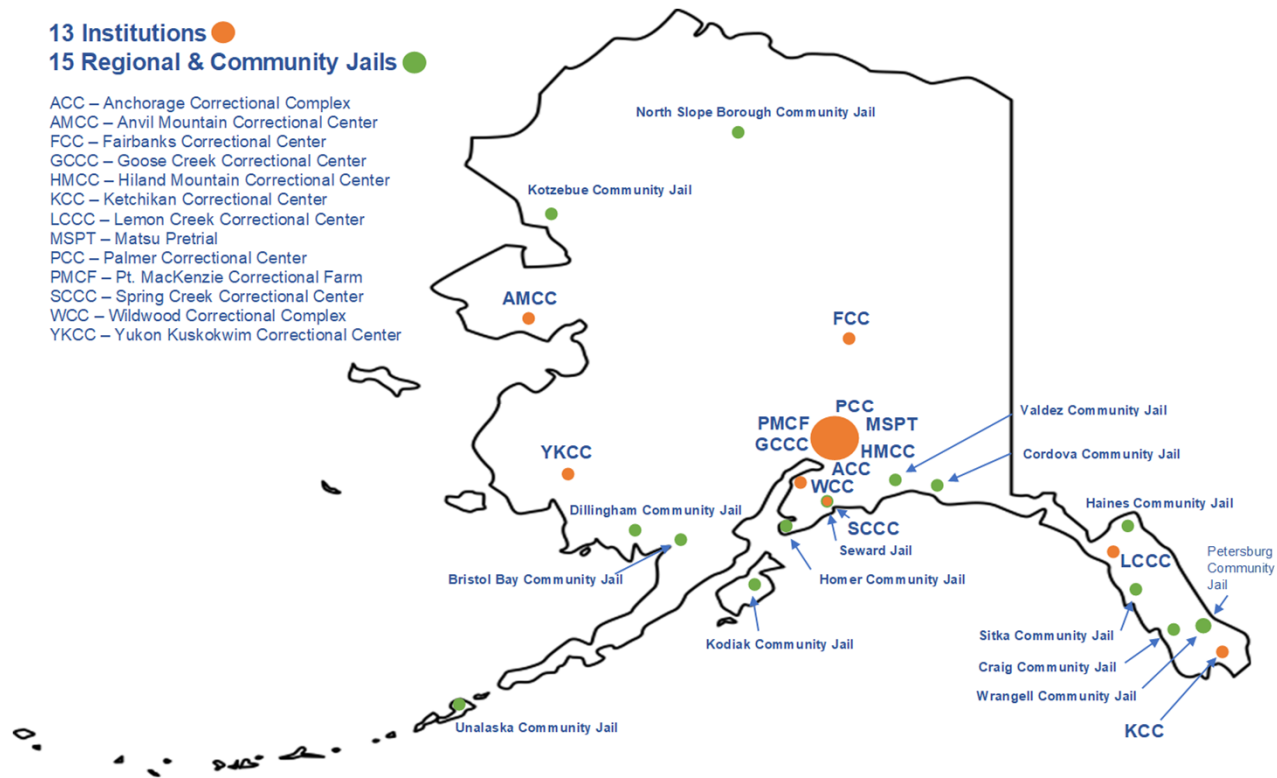 13 Institutions
15 Regional & Community Jails
ACC – Anchorage Correctional Complex
AMCC – Anvil Mountain Correctional Center
FCC – Fairbanks Correctional Center
GCCC – Goose Creek Correctional Center
HMCC – Hiland Mountain Correctional Center
KCC – Ketchikan Correctional Center
LCCC – Lemon Creek Correctional Center
MSPT – Matsu Pretrial
PCC – Palmer Correctional Center
PMCF – Pt. MacKenzie Correctional Farm
SCCC – Spring Creek Correctional Center
WCC – Wildwood Correctional Complex
YKCC – Yukon Kuskokwim Correctional Center
North Slope Borough Community Jail
Kotzebue Community Jail
AMCC
FCC
PCC
PMCF
MSPT
GCCC
HMCC
ACC
WCC
YKCC
Valdez Community Jail
Cordova Community Jail
Dillingham Community Jail
SCCC
Seward Jail
Bristol Bay Community Jail
Homer Community Jail
Haines Community Jail
LCCC
Petersburg
Community
Jail
Kodiak Community Jail
Sitka Community Jail
Craig Community Jail
Wrangell Community Jail
KCC
Unalaska Community Jail